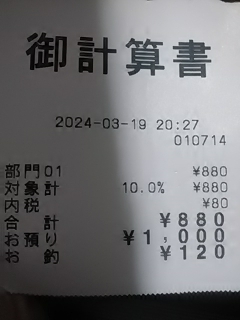 御計算書
2024-03-19 20:27
010714
部門01 ¥880
対象計 10.0% ¥880
内税 ¥80
合 計 ¥880
お預り ¥1,000
お 釣 ¥120